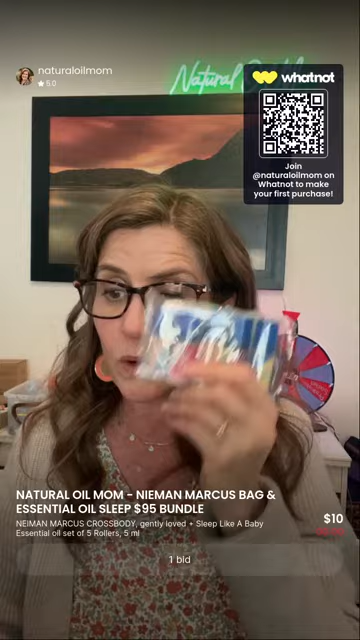 naturaloilmom
★ 5.0
Natural
whatnot
Join
@naturaloilmom on
Whatnot to make
your first purchase!
NATURAL OIL MOM - NIEMAN MARCUS BAG &
ESSENTIAL OIL SLEEP $95 BUNDLE
NEIMAN MARCUS CROSSBODY, gently loved + Sleep Like A Baby
Essential oil set of 5 Rollers, 5 ml
$10
1 bid